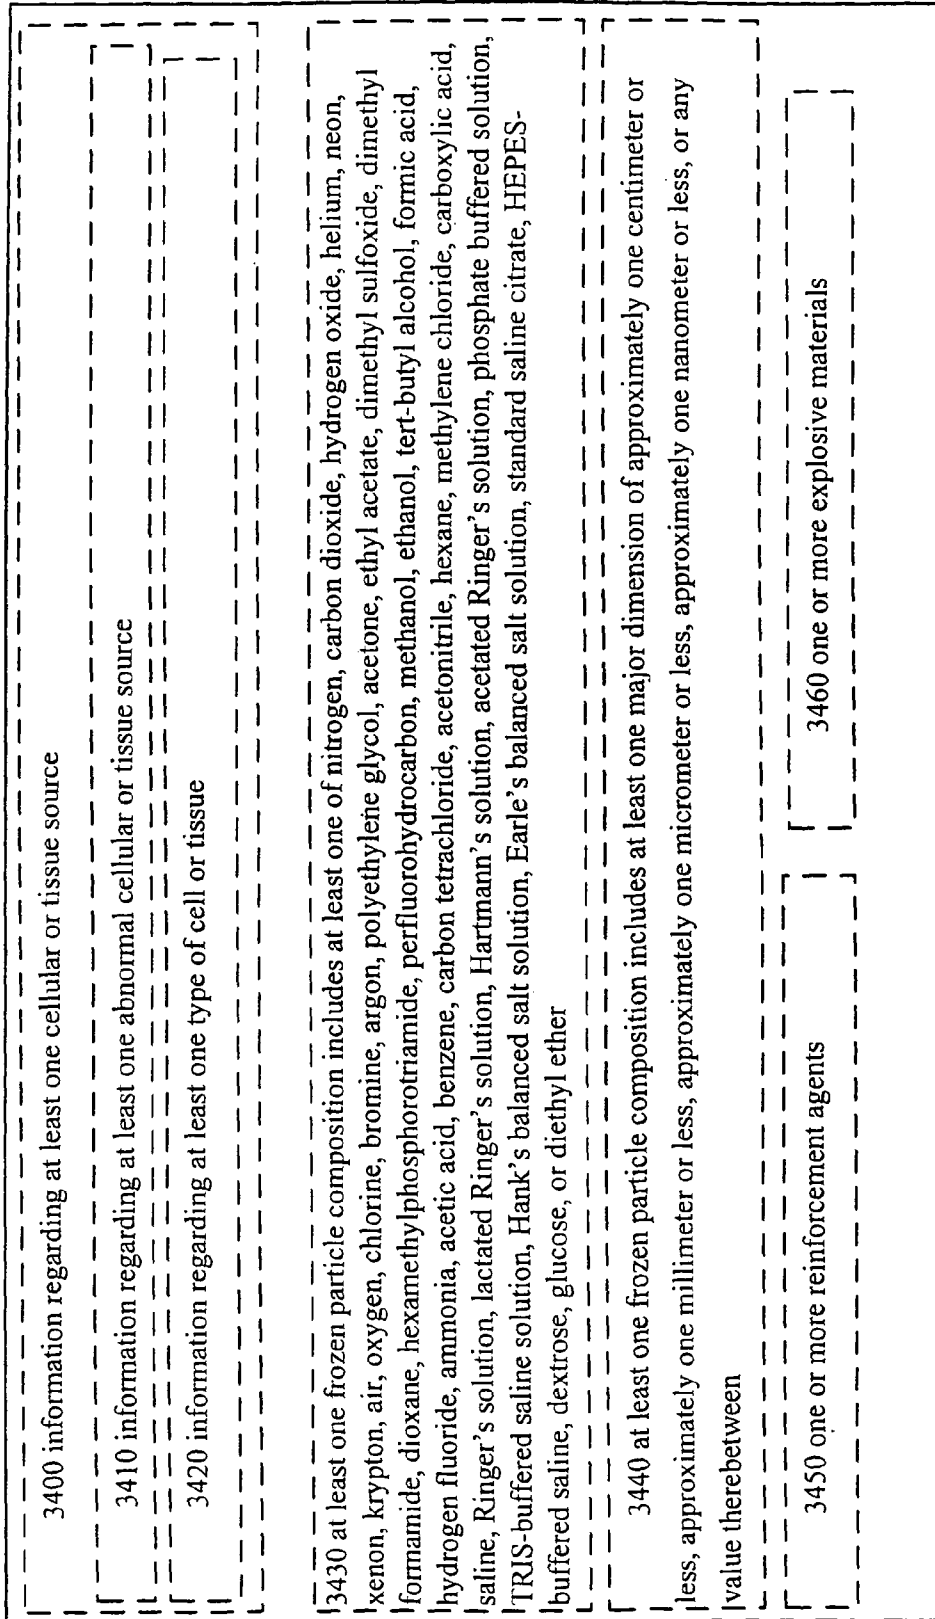 3400 information regarding at least one cellular or tissue source
3410 information regarding at least one abnormal cellular or tissue source
3420 information regarding at least one type of cell or tissue
3430 at least one frozen particle composition includes at least one of nitrogen, carbon dioxide, hydrogen oxide, helium, neon,
xenon, krypton, air, oxygen, chlorine, bromine, argon, polyethylene glycol, acetone, ethyl acetate, dimethyl sulfoxide, dimethyl
formamide, dioxane, hexamethylphosphorotriamide, perfluorohydrocarbon, methanol, ethanol, tert-butyl alcohol, formic acid,
hydrogen fluoride, ammonia, acetic acid, benzene, carbon tetrachloride, acetonitrile, hexane, methylene chloride, carboxylic acid,
saline, Ringer's solution, lactated Ringer's solution, Hartmann's solution, acetated Ringer's solution, phosphate buffered solution,
TRIS-buffered saline solution, Hank's balanced salt solution, Earle's balanced salt solution, standard saline citrate, HEPES-
buffered saline, dextrose, glucose, or diethyl ether
3440 at least one frozen particle composition includes at least one major dimension of approximately one centimeter or
less, approximately one millimeter or less, approximately one micrometer or less, approximately one nanometer or less, or any
value therebetween
3450 one or more reinforcement agents
3460 one or more explosive materials